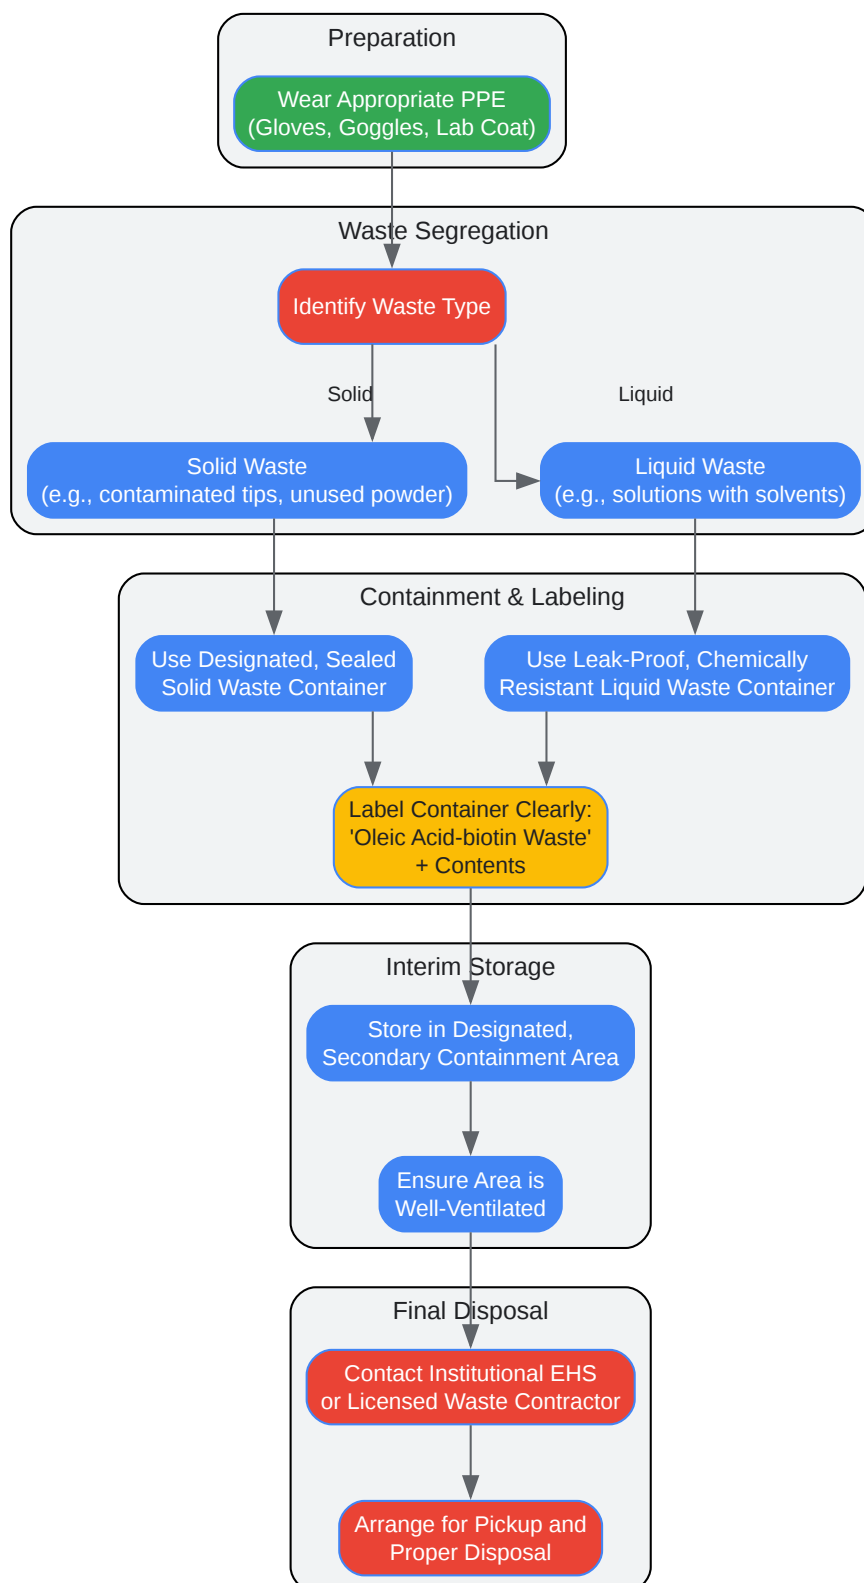 Preparation
Wear Appropriate PPE
(Gloves, Goggles, Lab Coat)
Waste Segregation
Identify Waste Type
Solid
Liquid
Solid Waste
(e.g., contaminated tips, unused powder)
Liquid Waste
(e.g., solutions with solvents)
Containment & Labeling
Use Designated, Sealed
Solid Waste Container
Use Leak-Proof, Chemically
Resistant Liquid Waste Container
Label Container Clearly:
'Oleic Acid-biotin Waste'
+ Contents
Interim Storage
Store in Designated,
Secondary Containment Area
Ensure Area is
Well-Ventilated
Final Disposal
Contact Institutional EHS
or Licensed Waste Contractor
Arrange for Pickup and
Proper Disposal